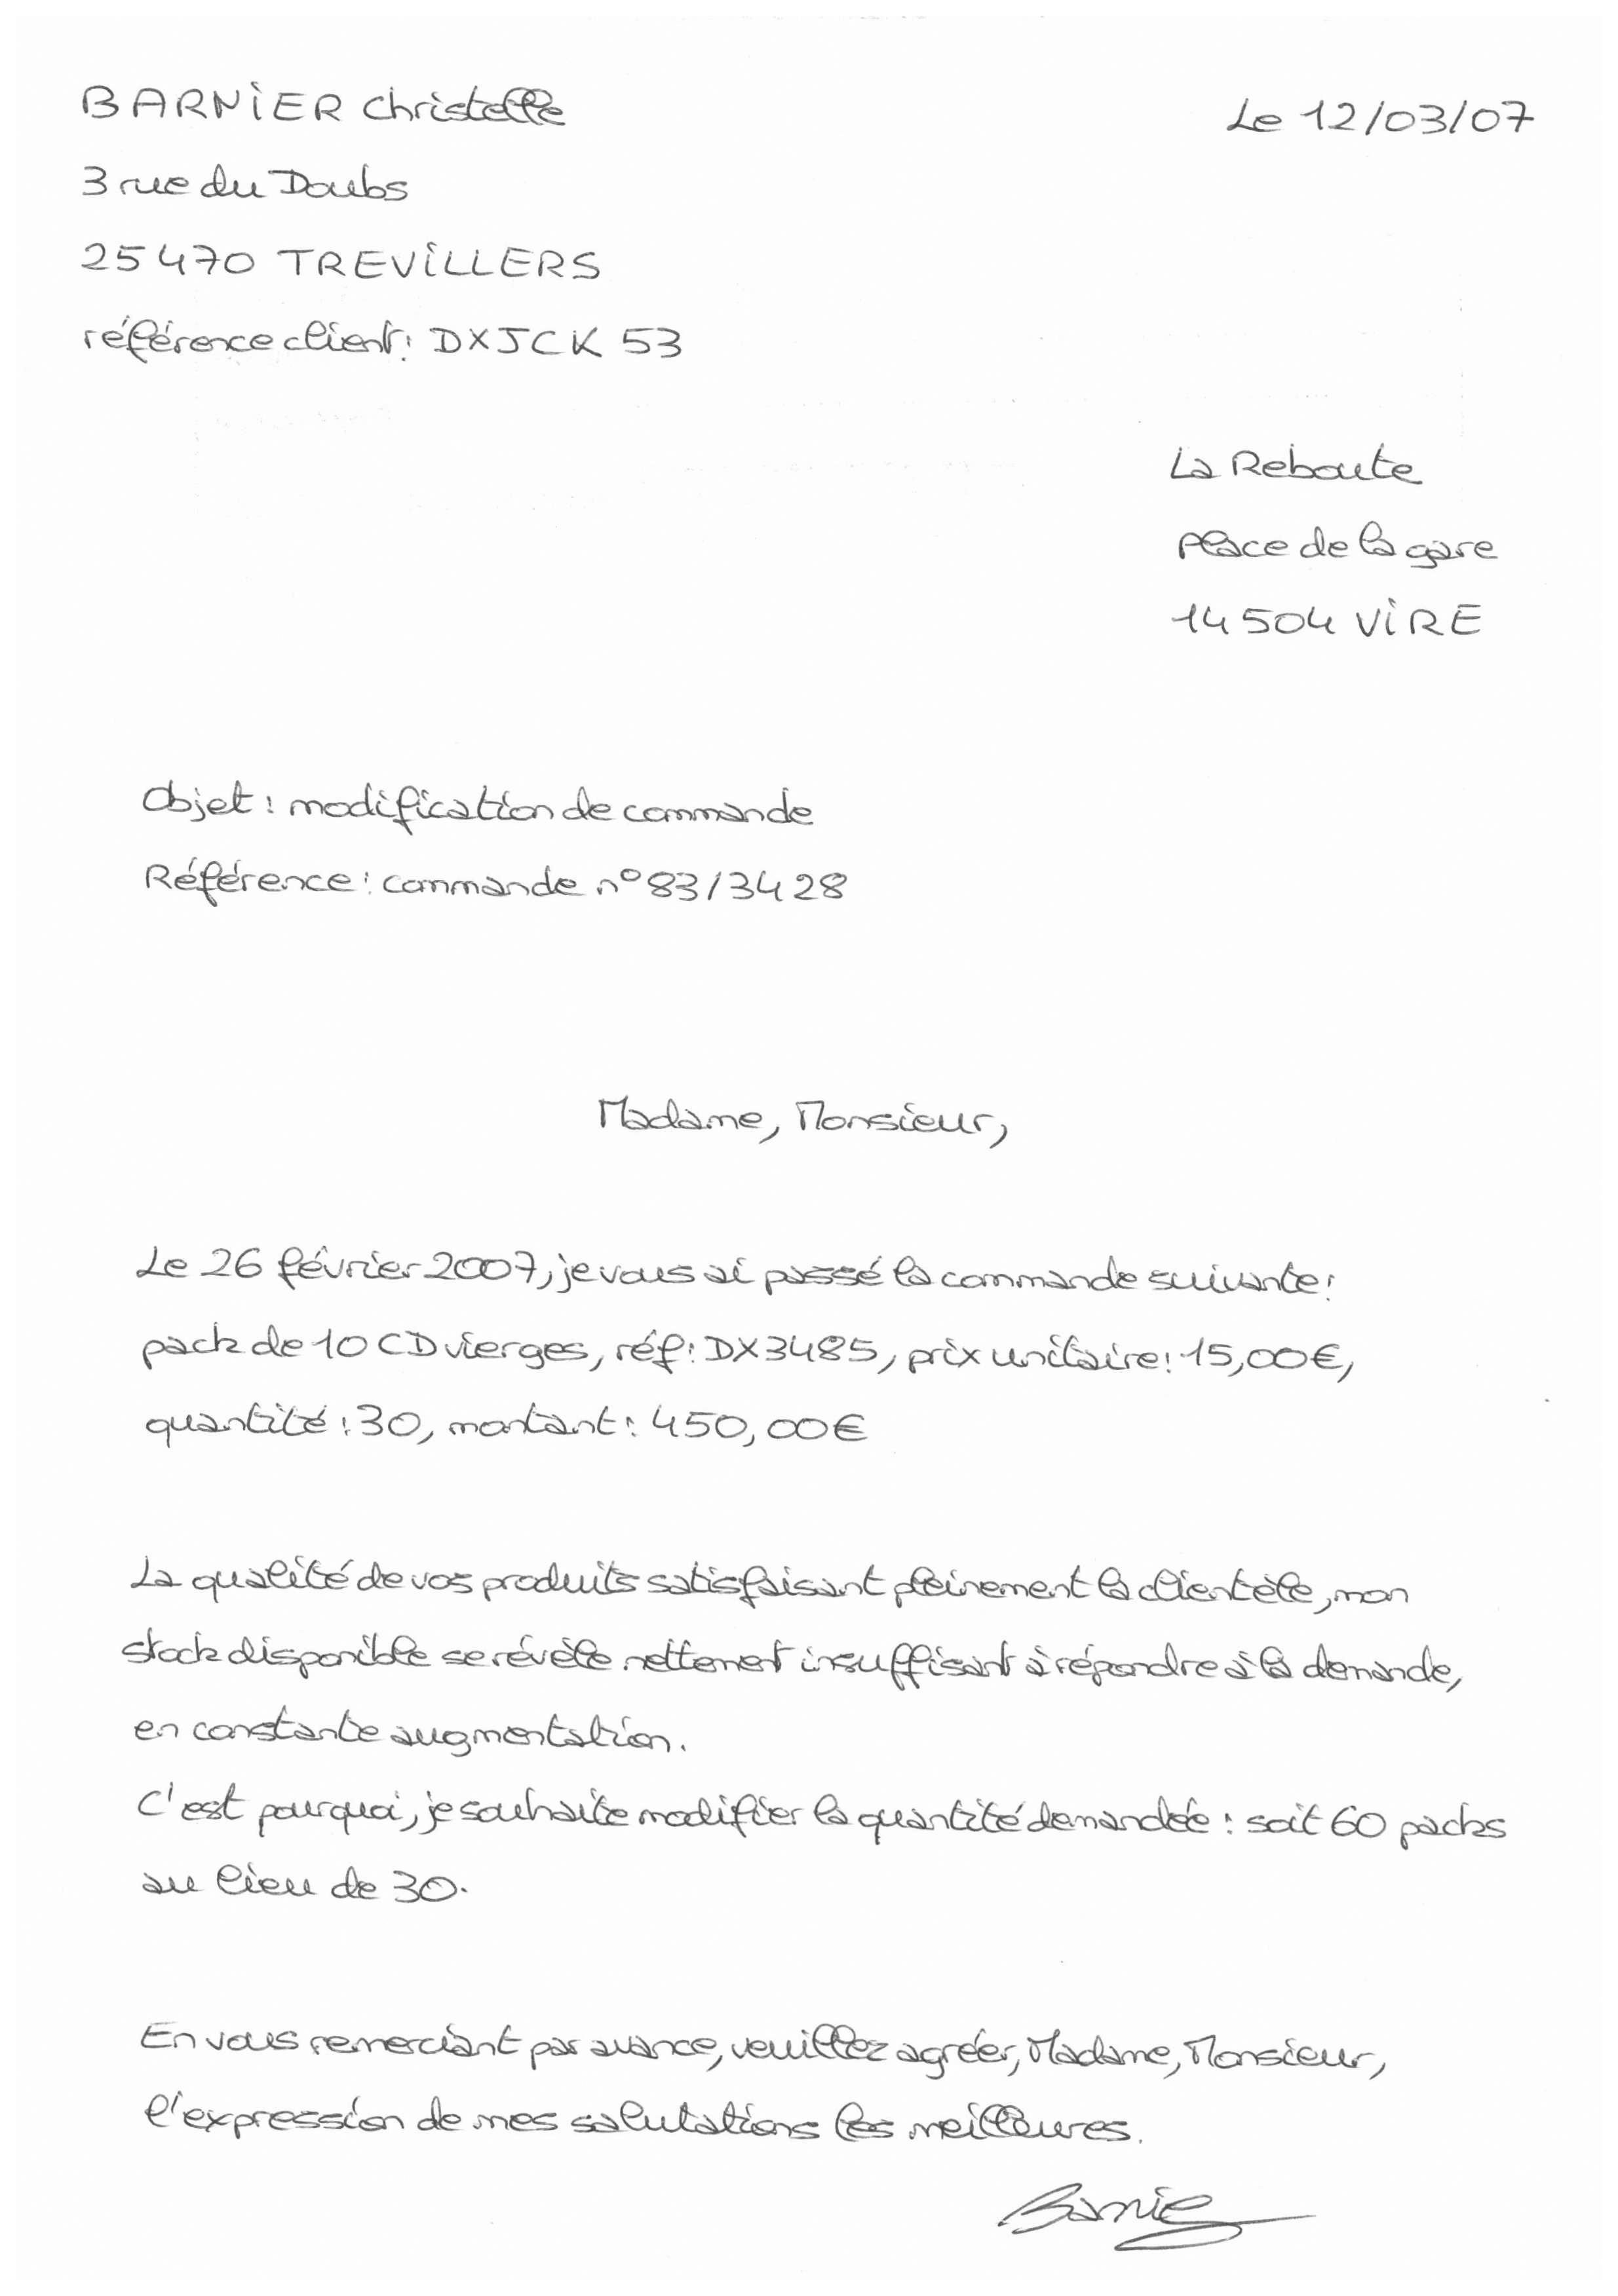 BARNIER Christelle
Le 12/03/07
3 rue du Doubs
25470 TREVILLERS
référence client : DXJCK 53
La Reboute
Place de la gare
14504 VIRE
Objet : modification de commande
Référence : commande n°83/3428
Madame, Monsieur,
Le 26 février 2007, je vous ai passé la commande suivante :
pack de 10 CD vierges, réf : DX3485, prix unitaire : 15,00€,
quantité : 30, montant : 450,00€
La qualité de vos produits satisfaisant pleinement la clientèle, mon
stock disponible se révèle nettement insuffisant à répondre à la demande,
en constante augmentation.
C'est pourquoi, je souhaite modifier la quantité demandée : soit 60 packs
au lieu de 30.
En vous remerciant par avance, veuillez agréer, Madame, Monsieur,
l'expression de mes salutations les meilleures.
Barnier